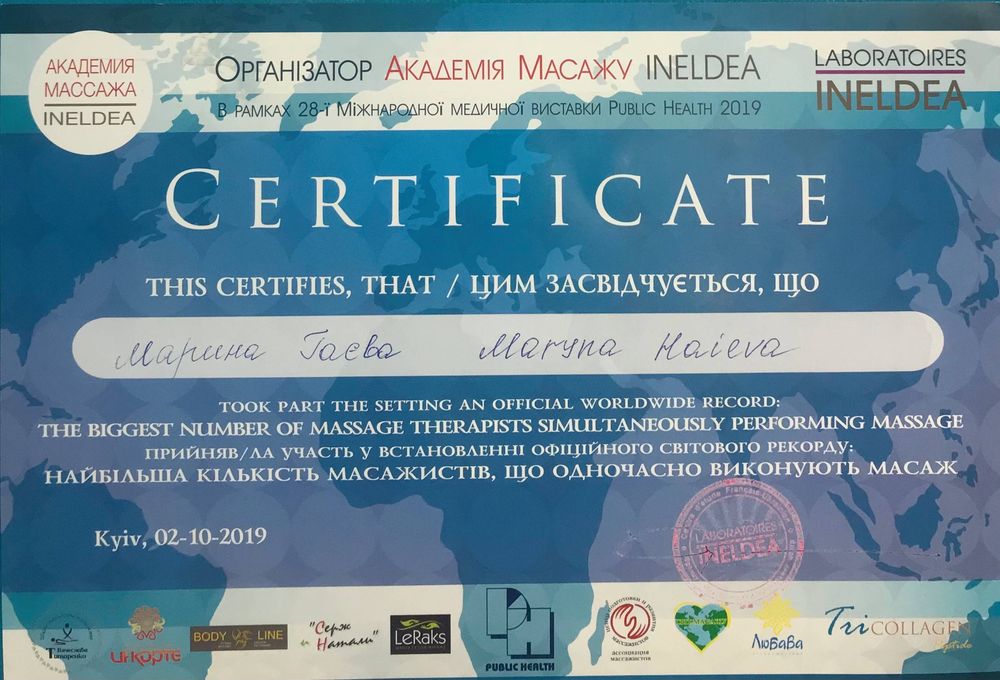 АКАДЕМИЯ
МАССАЖА
INELDEA
ОРГАНІЗАТОР АКАДЕМІЯ МАСАЖУ INELDEA
В РАМКАХ 28-Ї МІЖНАРОДНОЇ МЕДИЧНОЇ ВИСТАВКИ PUBLIC HEALTH 2019
LABORATOIRES
INELDEA
CERTIFICATE
THIS CERTIFIES, THAT / ЦИМ ЗАСВІДЧУЄТЬСЯ, ЩО
Марина Гаєва Maryna Haieva
TOOK PART THE SETTING AN OFFICIAL WORLDWIDE RECORD:
THE BIGGEST NUMBER OF MASSAGE THERAPISTS SIMULTANEOUSLY PERFORMING MASSAGE
ПРИЙНЯВ/ЛА УЧАСТЬ У ВСТАНОВЛЕННІ ОФІЦІЙНОГО СВІТОВОГО РЕКОРДУ:
НАЙБІЛЬША КІЛЬКІСТЬ МАСАЖИСТІВ, ЩО ОДНОЧАСНО ВИКОНУЮТЬ МАСАЖ
Kyiv, 02-10-2019
LABORATOIRES
INELDEA
Инкорте
BODY LINE
"Серж и Натали"
LeRaks
PUBLIC HEALTH
ассоциация
массажистов
Любава
TriCOLLAGEN